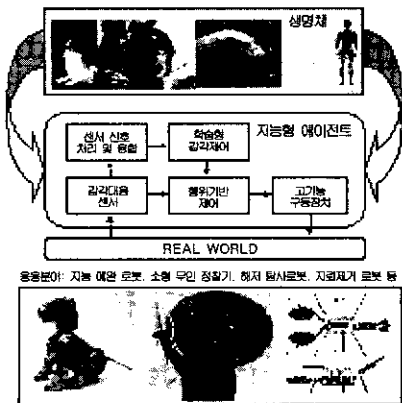 생명체
지능형 에이전트
센서 신호
처리 및 융합
학습형
감각제어
감각대응
센서
행위기반
제어
고기능
구동장치
REAL WORLD
응용분야: 지능 애완 로봇, 소형 무인 정찰기, 해저 탐사로봇, 지뢰제거 로봇 등